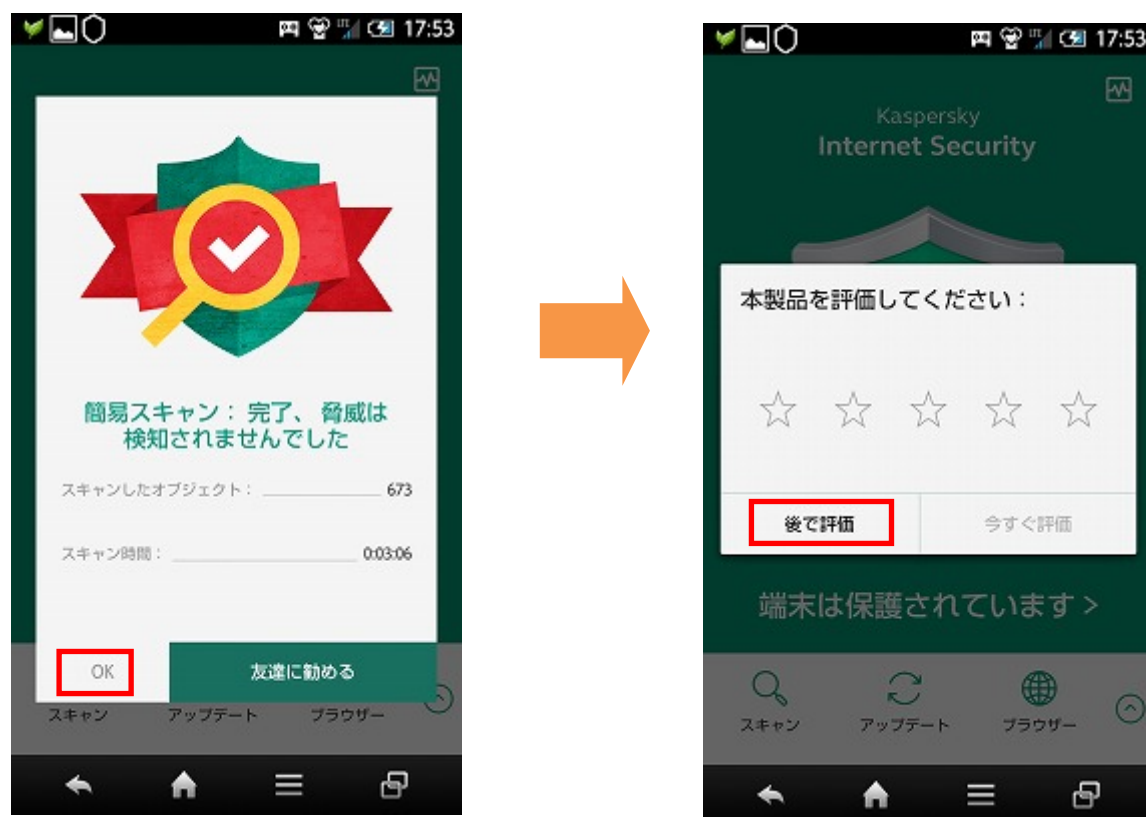 17:53
簡易スキャン： 完了、 脅威は
検知されませんでした
スキャンしたオブジェクト： 673
スキャン時間： 0:03:06
OK 友達に勧める
スキャン アップデート ブラウザー
LTE 17:53
Kaspersky
Internet Security
本製品を評価してください：
後で評価 今すぐ評価
端末は保護されています >
スキャン アップデート ブラウザー